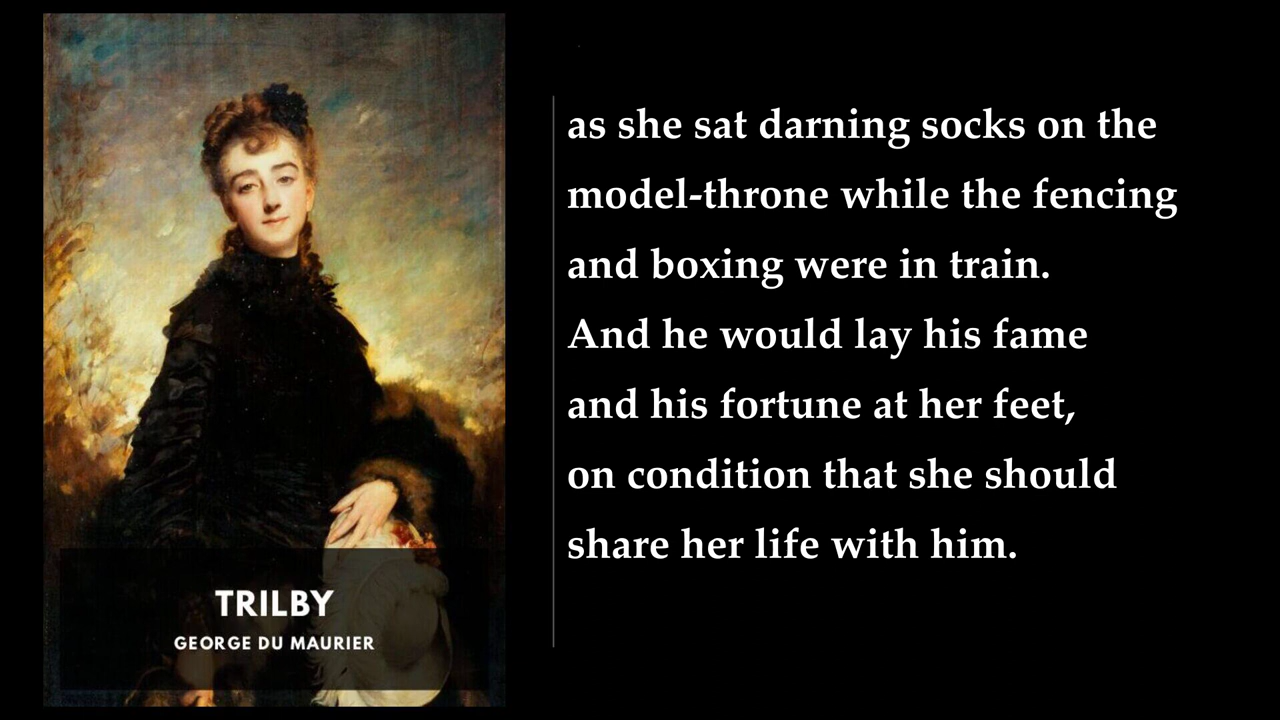 TRILBY
GEORGE DU MAURIER
as she sat darning socks on the
model-throne while the fencing
and boxing were in train.
And he would lay his fame
and his fortune at her feet,
on condition that she should
share her life with him.